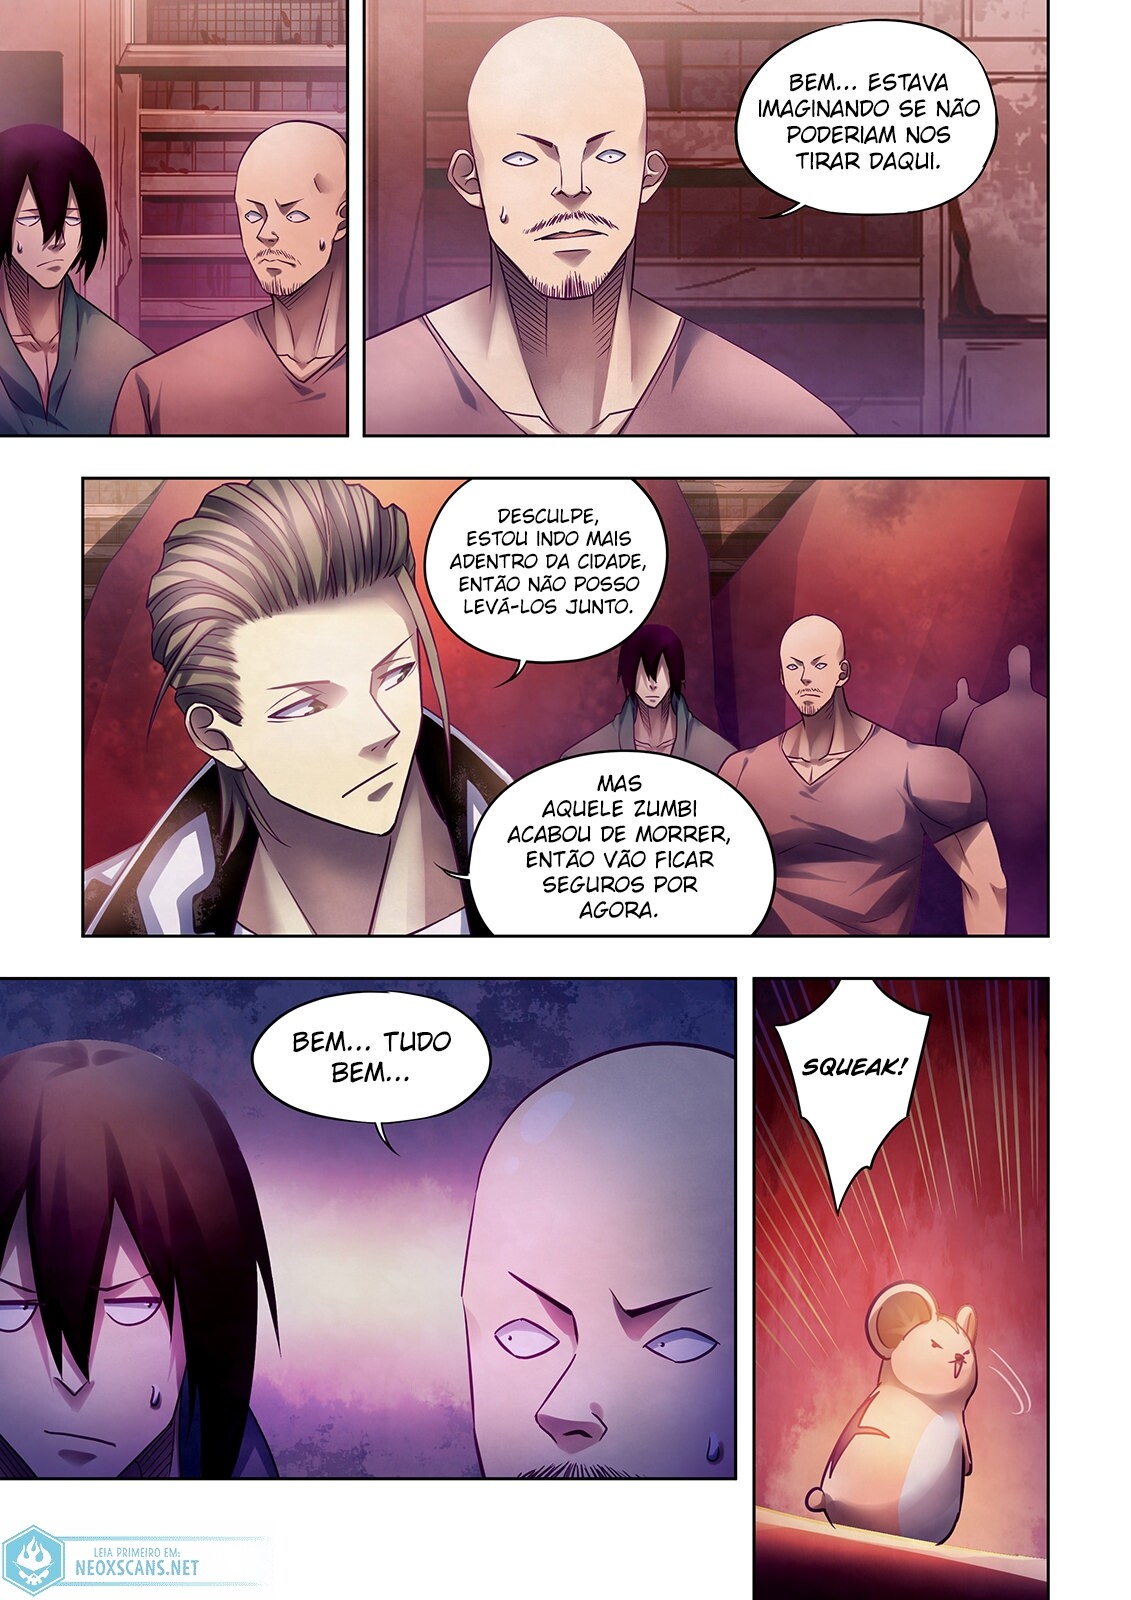 BEM... ESTAVA
IMAGINANDO SE NÃO
PODERIAM NOS
TIRAR DAQUI.
DESCULPE,
ESTOU INDO MAIS
ADENTRO DA CIDADE,
ENTÃO NÃO POSSO
LEVÁ-LOS JUNTO.
MAS
AQUELE ZUMBI
ACABOU DE MORRER,
ENTÃO VÃO FICAR
SEGUROS POR
AGORA.
BEM... TUDO
BEM...
SQUEAK!
LEIA PRIMEIRO EM:
NEOXSCANS.NET